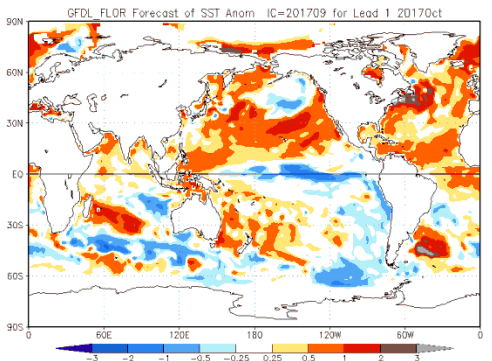 GFDL_FLOR Forecast of SST Anom IC=201709 for Lead 1 2017Oct
90N
60N
30N
EQ
30S
60S
90S
0 60E 120E 180 120W 60W 0
-3 -2 -1 -0.5 -0.25 0.25 0.5 1 2 3